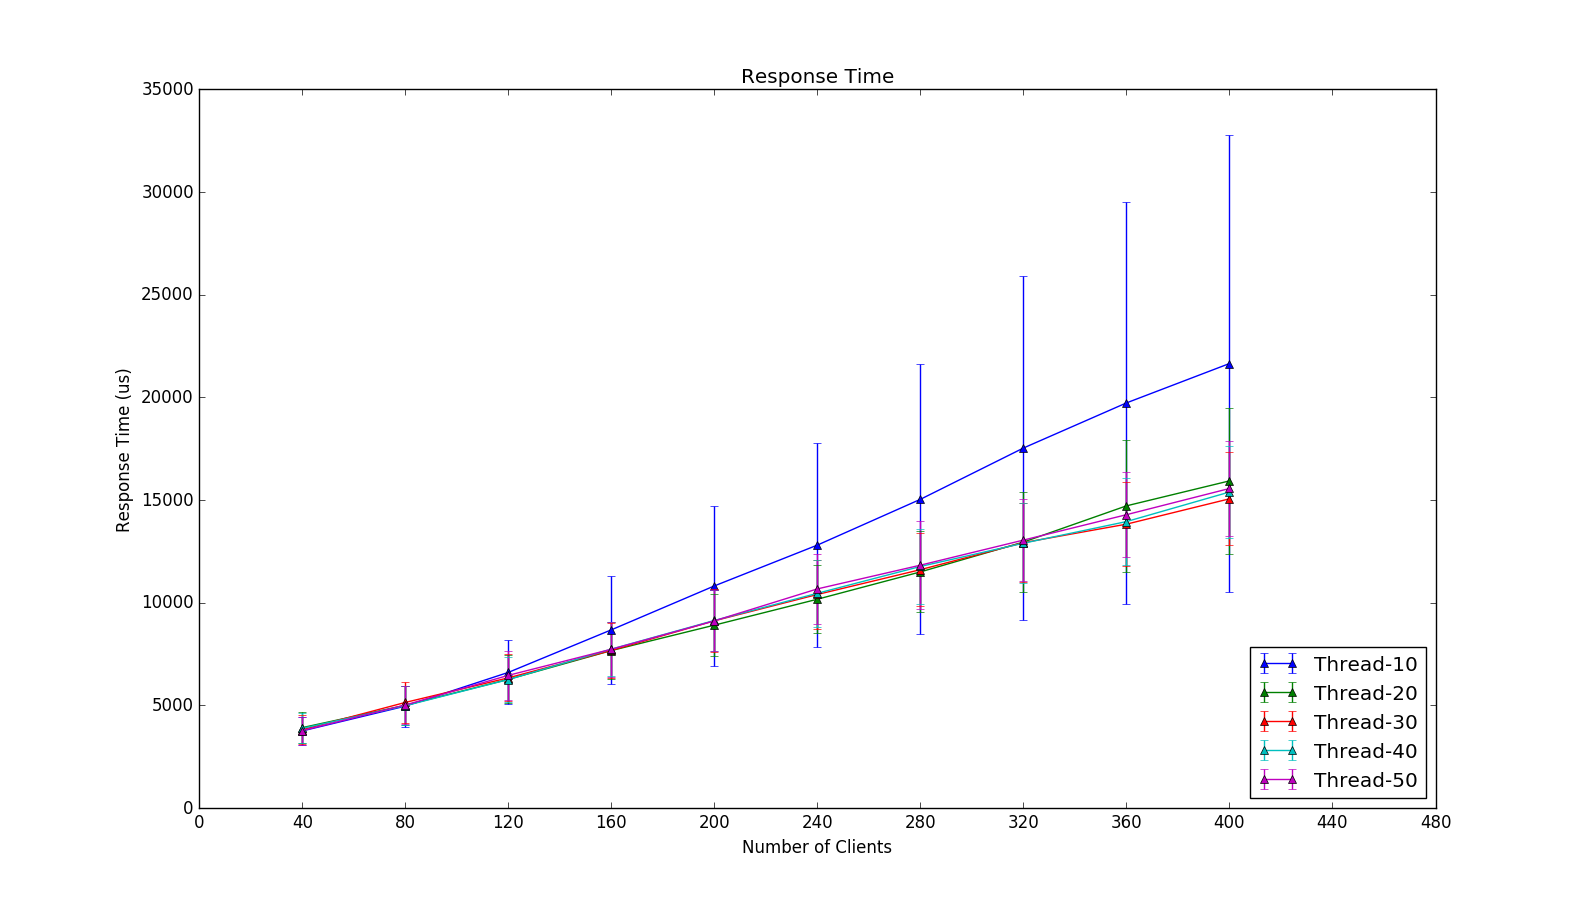 Response Time
35000
30000
25000
20000
15000
10000
5000
0
Response Time (us)
0 40 80 120 160 200 240 280 320 360 400 440 480
Number of Clients
Thread-10
Thread-20
Thread-30
Thread-40
Thread-50